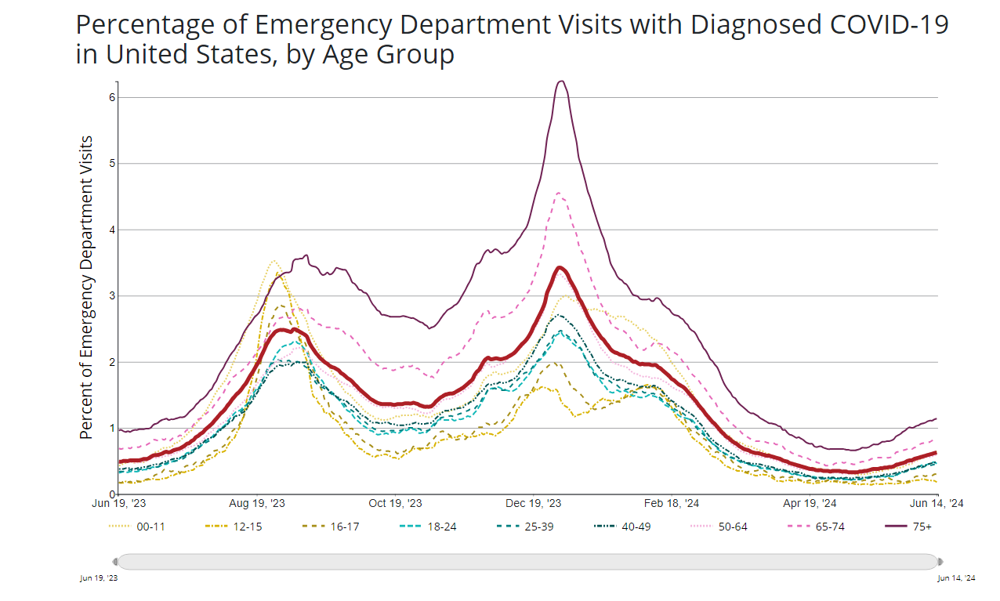 Percentage of Emergency Department Visits with Diagnosed COVID-19
in United States, by Age Group
Percent of Emergency Department Visits
6
5
4
3
2
1
0
Jun 19, '23 Aug 19, '23 Oct 19, '23 Dec 19, '23 Feb 18, '24 Apr 19, '24 Jun 14, '24
00-11 12-15 16-17 18-24 25-39 40-49 50-64 65-74 75+
Jun 19, '23 Jun 14, '24